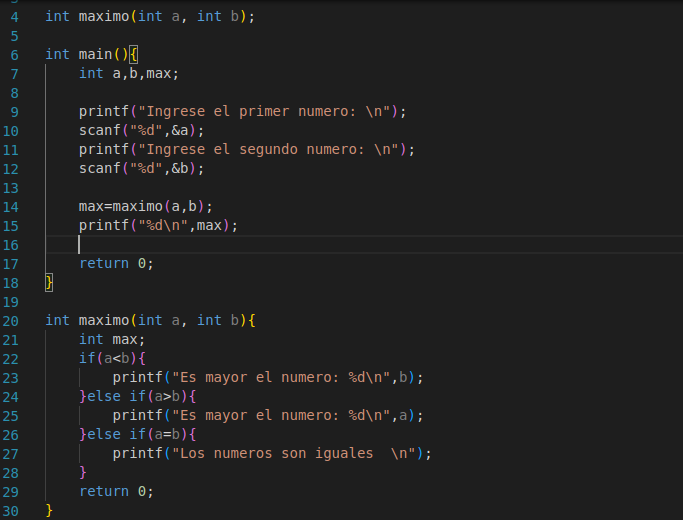 4 int maximo(int a, int b);
5
6 int main(){
7 int a,b,max;
8
9 printf("Ingrese el primer numero: \n");
10 scanf("%d",&a);
11 printf("Ingrese el segundo numero: \n");
12 scanf("%d",&b);
13
14 max=maximo(a,b);
15 printf("%d\n",max);
16
17 return 0;
18 }
19
20 int maximo(int a, int b){
21 int max;
22 if(a<b){
23 printf("Es mayor el numero: %d\n",b);
24 }else if(a>b){
25 printf("Es mayor el numero: %d\n",a);
26 }else if(a=b){
27 printf("Los numeros son iguales  \n");
28 }
29 return 0;
30 }